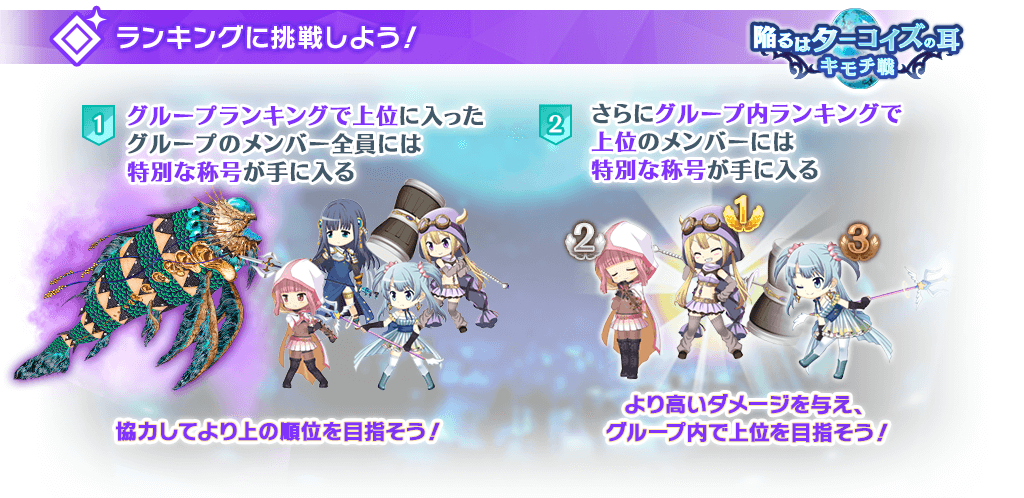 ランキングに挑戦しよう!
陥るはターコイズの耳
キモチ戦
1
グループランキングで上位に入った
グループのメンバー全員には
特別な称号が手に入る
2
さらにグループ内ランキングで
上位のメンバーには
特別な称号が手に入る
2
1
3
協力してより上の順位を目指そう!
より高いダメージを与え、
グループ内で上位を目指そう!